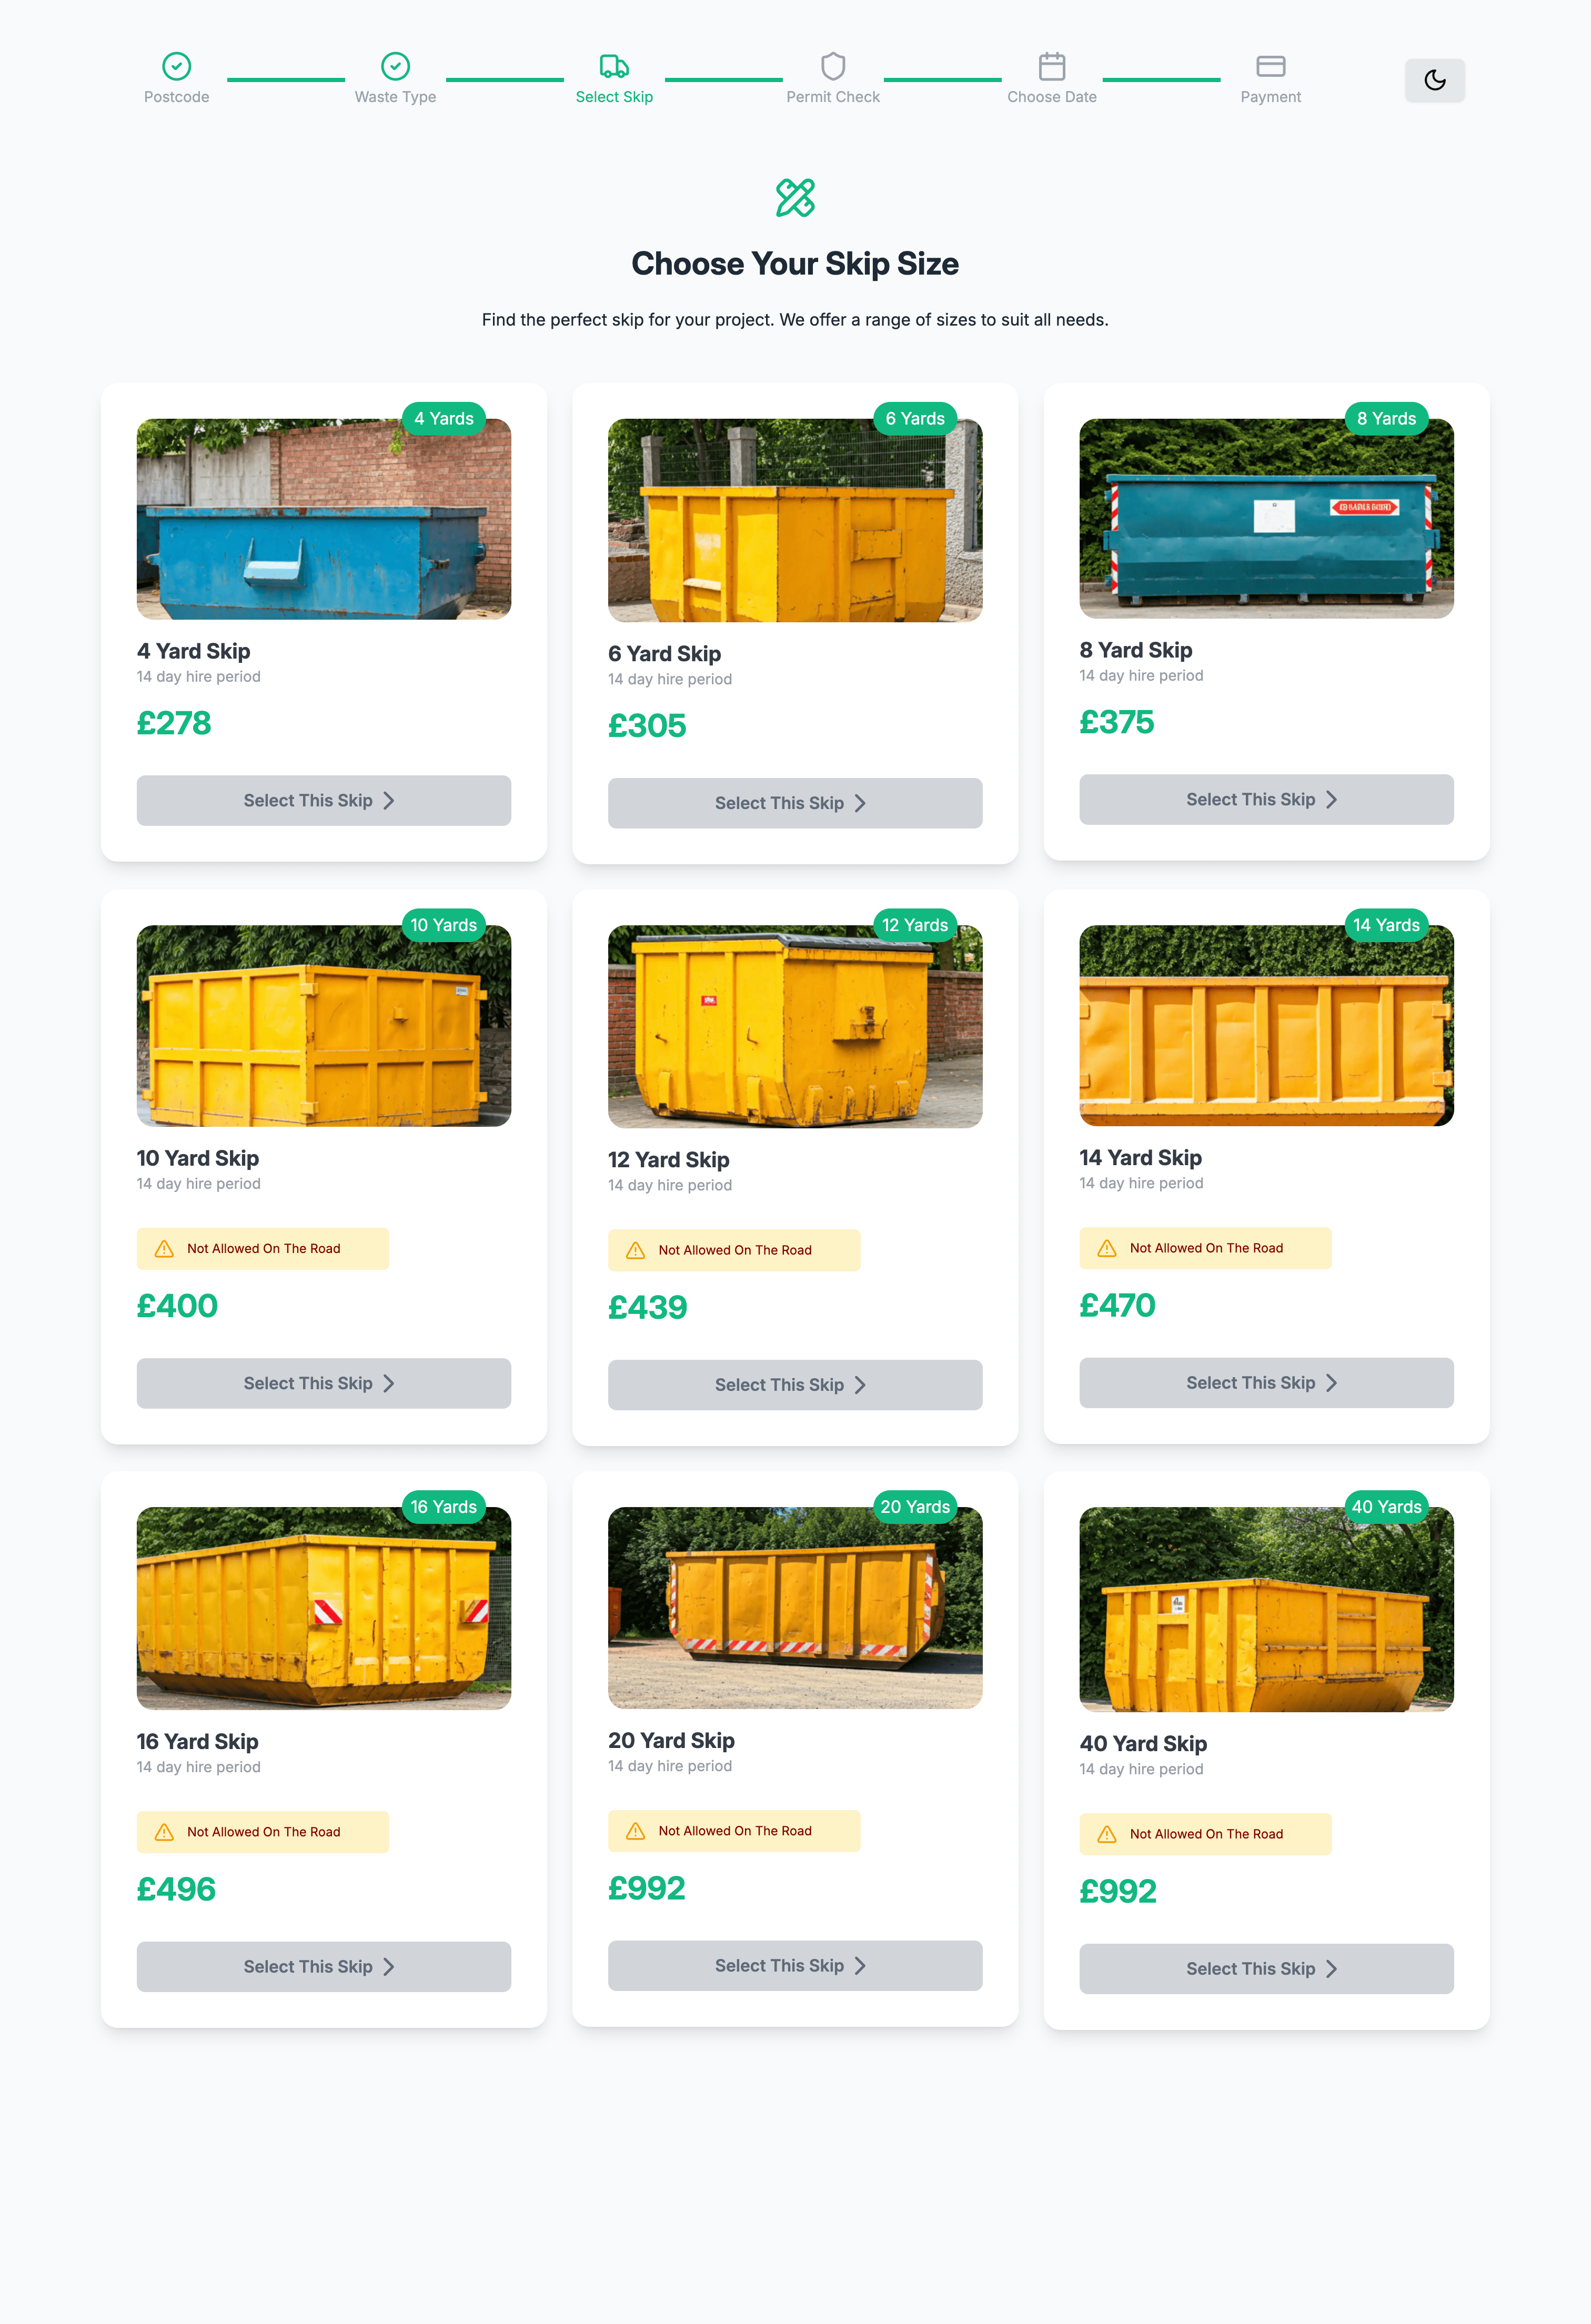 Postcode
Waste Type
Select Skip
Permit Check
Choose Date
Payment
Choose Your Skip Size
Find the perfect skip for your project. We offer a range of sizes to suit all needs.
4 Yards
4 Yard Skip
14 day hire period
£278
Select This Skip
6 Yards
6 Yard Skip
14 day hire period
£305
Select This Skip
8 Yards
8 Yard Skip
14 day hire period
£375
Select This Skip
10 Yards
10 Yard Skip
14 day hire period
Not Allowed On The Road
£400
Select This Skip
12 Yards
12 Yard Skip
14 day hire period
Not Allowed On The Road
£439
Select This Skip
14 Yards
14 Yard Skip
14 day hire period
Not Allowed On The Road
£470
Select This Skip
16 Yards
16 Yard Skip
14 day hire period
Not Allowed On The Road
£496
Select This Skip
20 Yards
20 Yard Skip
14 day hire period
Not Allowed On The Road
£992
Select This Skip
40 Yards
40 Yard Skip
14 day hire period
Not Allowed On The Road
£992
Select This Skip